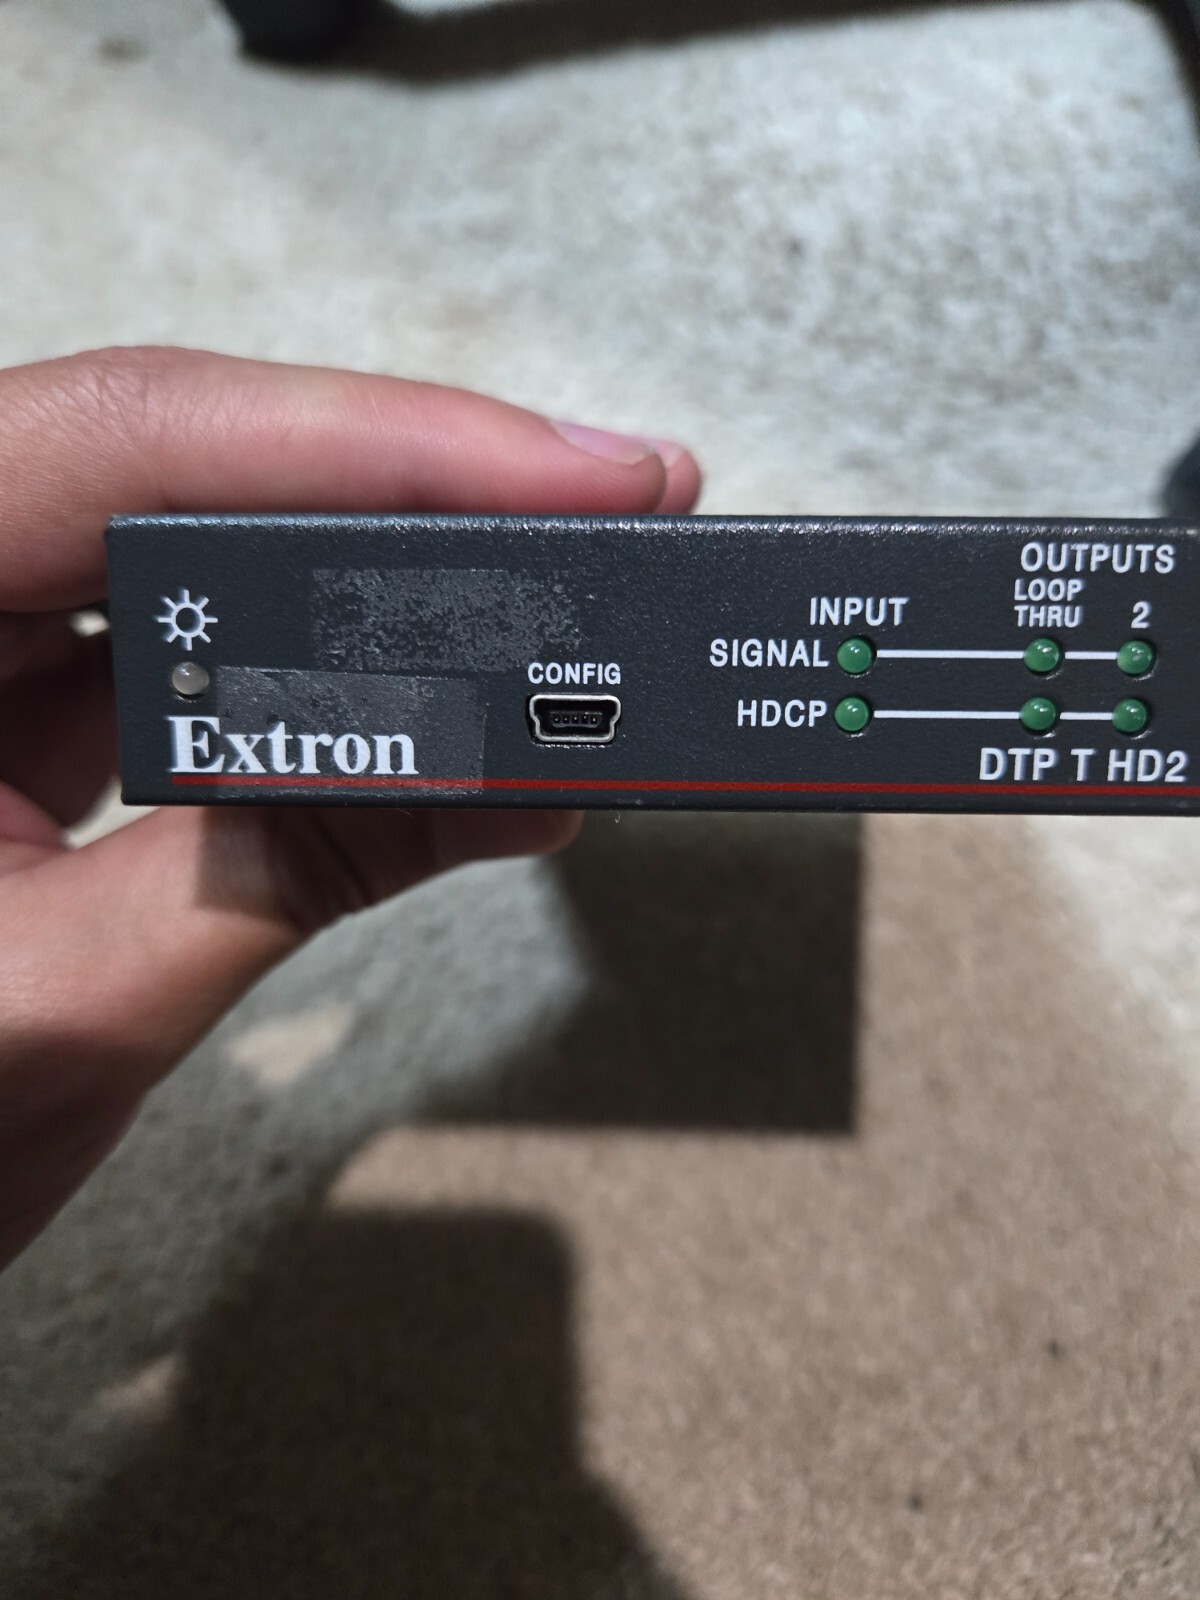 OUTPUTS
INPUT LOOP THRU 2
SIGNAL
CONFIG
HDCP
Extron
DTP T HD2